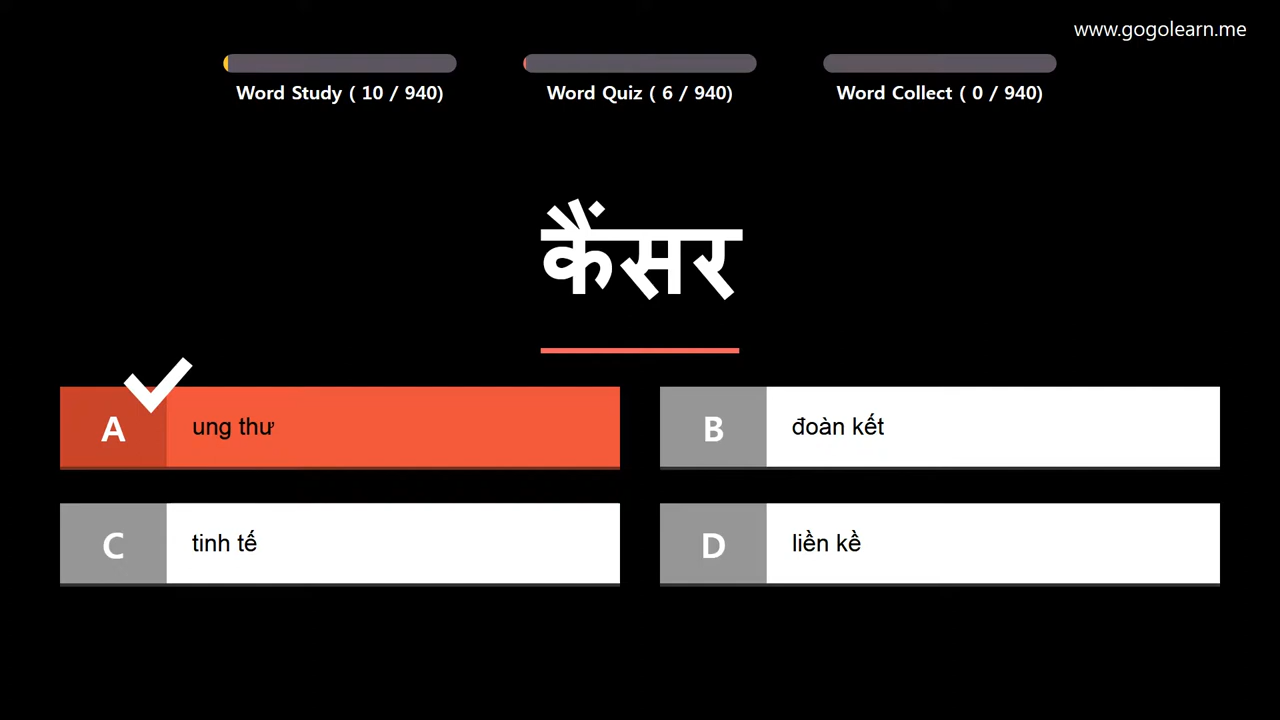 www.gogolearn.me
Word Study ( 10 / 940)
Word Quiz ( 6 / 940)
Word Collect ( 0 / 940)
कैंसर
A
ung thư
B
đoàn kết
C
tinh tế
D
liền kề